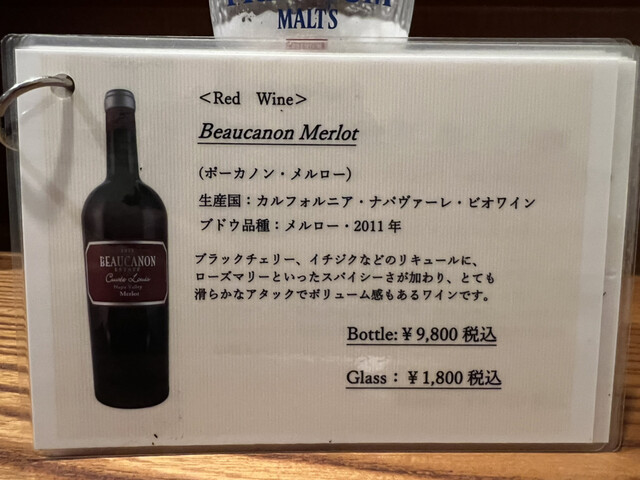 MALT'S
<Red Wine>
Beaucanon Merlot
(ボーカノン・メルロー)
生産国:カルフォルニア・ナパヴァーレ・ビオワイン
ブドウ品種:メルロー・2011年
ブラックチェリー、イチジクなどのリキュールに、
ローズマリーといったスパイシーさが加わり、とても
滑らかなアタックでボリューム感もあるワインです。
Bottle:¥9,800 税込
Glass:¥1,800 税込
BEAUCANON
ESTATE
Cuvée Louis
Napa Valley
Merlot